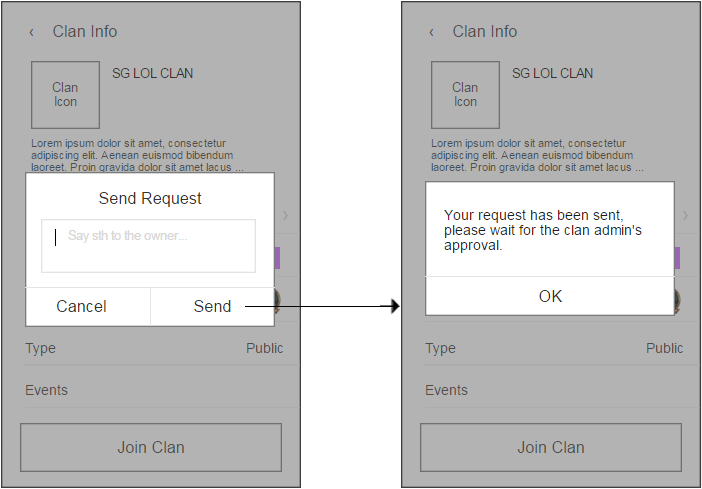 ‹ Clan Info
Clan
Icon
SG LOL CLAN
Lorem ipsum dolor sit amet, consectetur
adipiscing elit. Aenean euismod bibendum
laoreet. Proin gravida dolor sit amet lacus ...
Send Request
Say sth to the owner...
Cancel
Send
Type
Public
Events
Join Clan
‹ Clan Info
Clan
Icon
SG LOL CLAN
Lorem ipsum dolor sit amet, consectetur
adipiscing elit. Aenean euismod bibendum
laoreet. Proin gravida dolor sit amet lacus ...
Your request has been sent,
please wait for the clan admin's
approval.
OK
Type
Public
Events
Join Clan